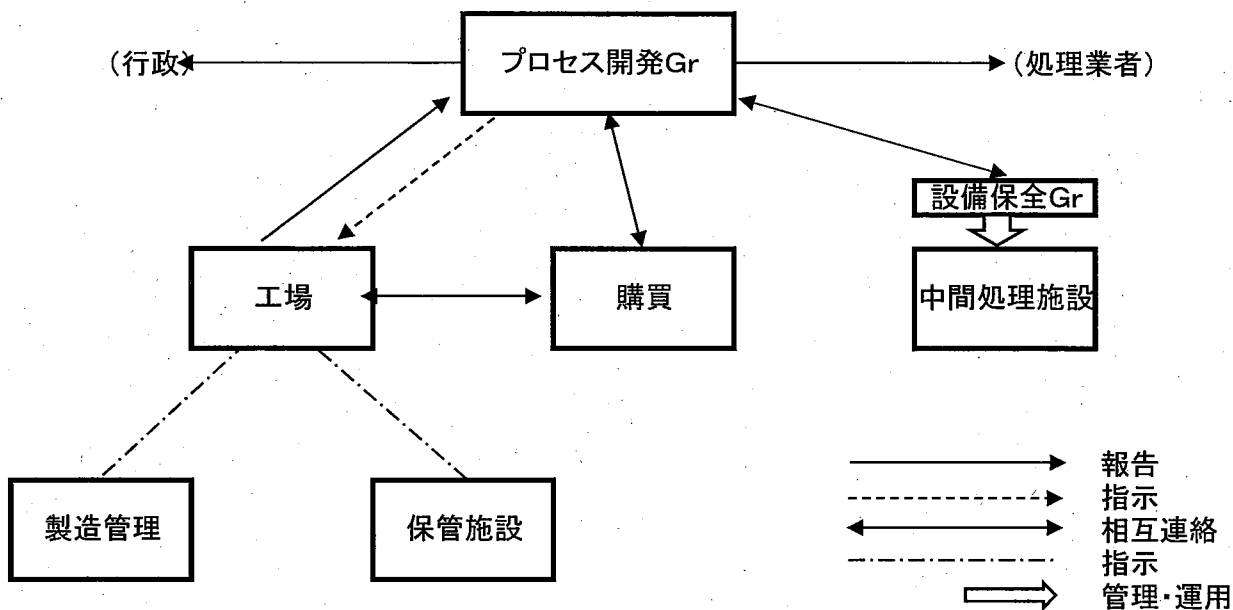 (行政)
プロセス開発Gr
(処理業者)
設備保全Gr
工場
購買
中間処理施設
製造管理
保管施設
報告
指示
相互連絡
指示
管理・運用